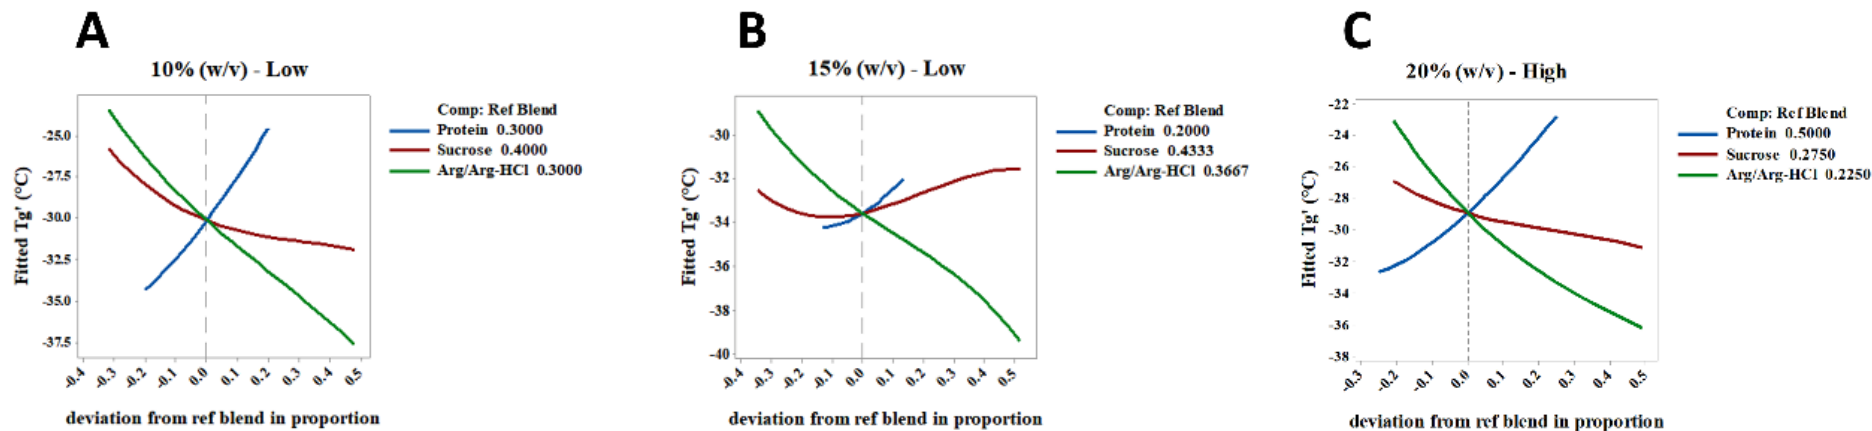 A
10% (w/v) - Low
Comp: Ref Blend
Protein 0.3000
Sucrose 0.4000
Arg/Arg-HCl 0.3000
Fitted Tg' (°C)
-25.0
-27.5
-30.0
-32.5
-35.0
-37.5
-0.4 -0.3 -0.2 -0.1 0.0 0.1 0.2 0.3 0.4 0.5
deviation from ref blend in proportion
B
15% (w/v) - Low
Comp: Ref Blend
Protein 0.2000
Sucrose 0.4333
Arg/Arg-HCl 0.3667
Fitted Tg' (°C)
-30
-32
-34
-36
-38
-40
-0.4 -0.3 -0.2 -0.1 0.0 0.1 0.2 0.3 0.4 0.5
deviation from ref blend in proportion
C
20% (w/v) - High
Comp: Ref Blend
Protein 0.5000
Sucrose 0.2750
Arg/Arg-HCl 0.2250
Fitted Tg' (°C)
-22
-24
-26
-28
-30
-32
-34
-36
-38
-0.3 -0.2 -0.1 0.0 0.1 0.2 0.3 0.4 0.5
deviation from ref blend in proportion